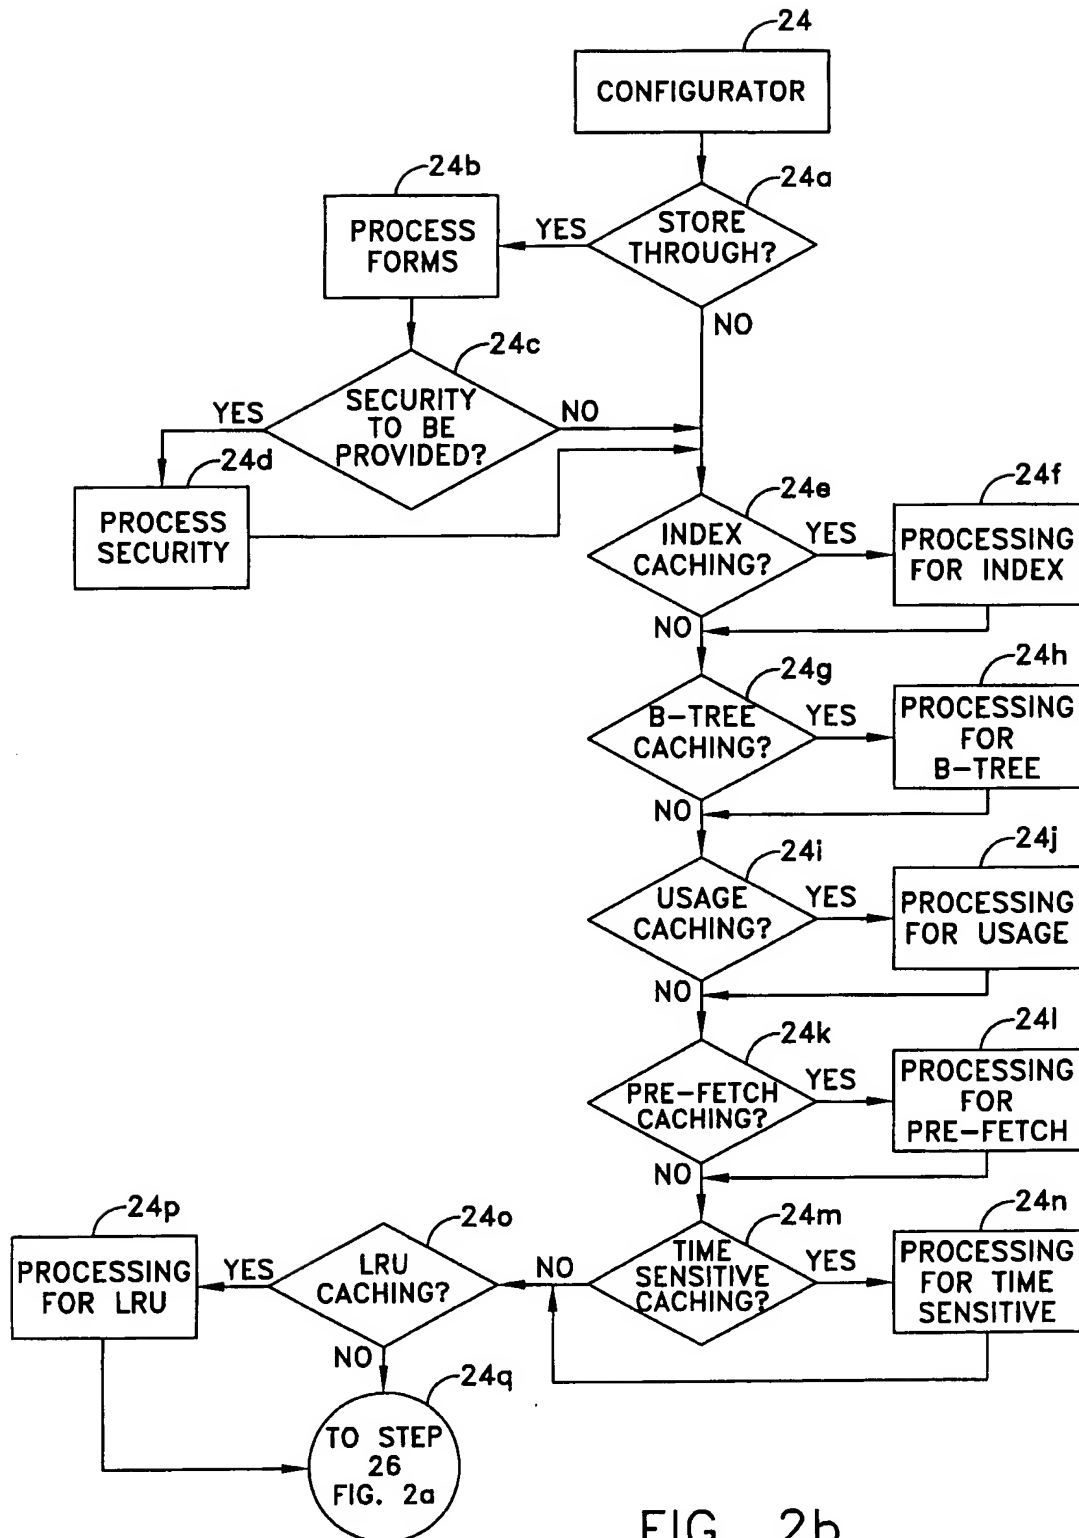 24
CONFIGURATOR
24a
STORE
THROUGH?
YES
NO
24b
PROCESS
FORMS
24c
SECURITY
TO BE
PROVIDED?
YES
NO
24d
PROCESS
SECURITY
24e
INDEX
CACHING?
YES
NO
24f
PROCESSING
FOR INDEX
24g
B-TREE
CACHING?
YES
NO
24h
PROCESSING
FOR
B-TREE
24i
USAGE
CACHING?
YES
NO
24j
PROCESSING
FOR USAGE
24k
PRE-FETCH
CACHING?
YES
NO
24l
PROCESSING
FOR
PRE-FETCH
24m
TIME
SENSITIVE
CACHING?
YES
NO
24n
PROCESSING
FOR TIME
SENSITIVE
24o
LRU
CACHING?
YES
NO
24p
PROCESSING
FOR LRU
24q
TO STEP
26
FIG. 2a
FIG. 2b